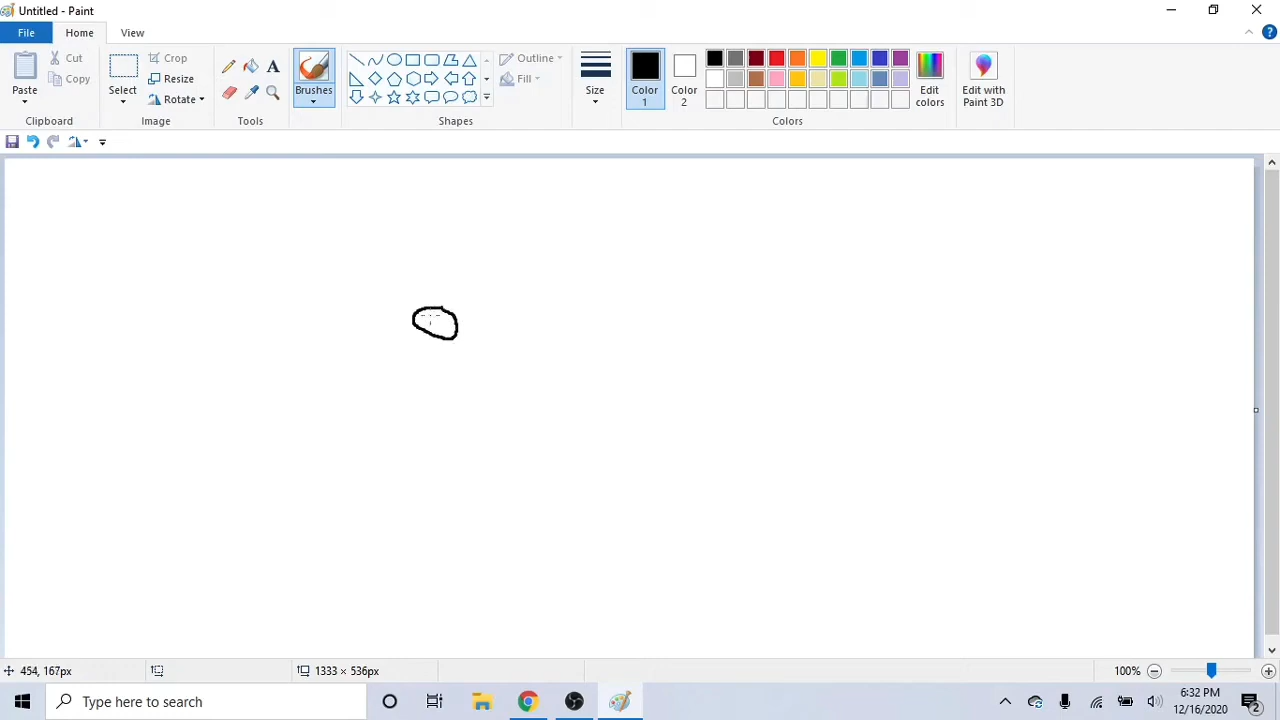 Untitled - Paint
File Home View
Paste
Cut
Copy
Clipboard
Select
Crop
Resize
Rotate
Image
A
Tools
Brushes
Shapes
Outline
Fill
Size
Color 1
Color 2
Colors
Edit colors
Edit with Paint 3D
454, 167px
1333 × 536px
100%
Type here to search
6:32 PM
12/16/2020
2